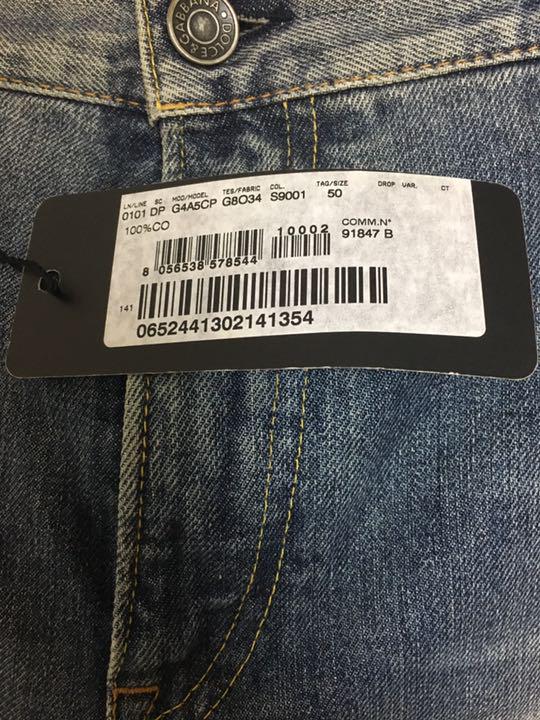 DOLCE&GABBANA
LN/LINE SC MOD/MODEL TES/FABRIC COL. TAG/SIZE DROP VAR. CT
0101 DP G4A5CP G8O34 S9001 50
100%CO COMM.N°
10002 91847 B
8 056538 578544
141
0652441302141354